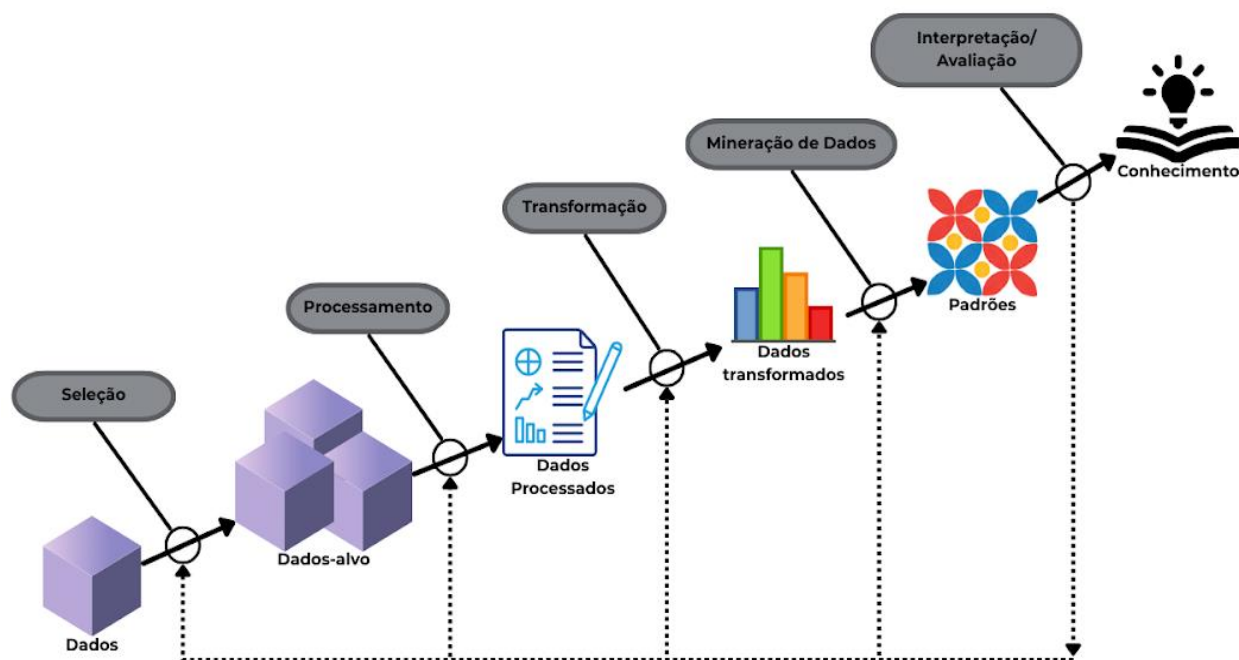 Interpretação/
Avaliação
Conhecimento
Mineração de Dados
Padrões
Transformação
Dados
transformados
Processamento
Dados
Processados
Seleção
Dados-alvo
Dados